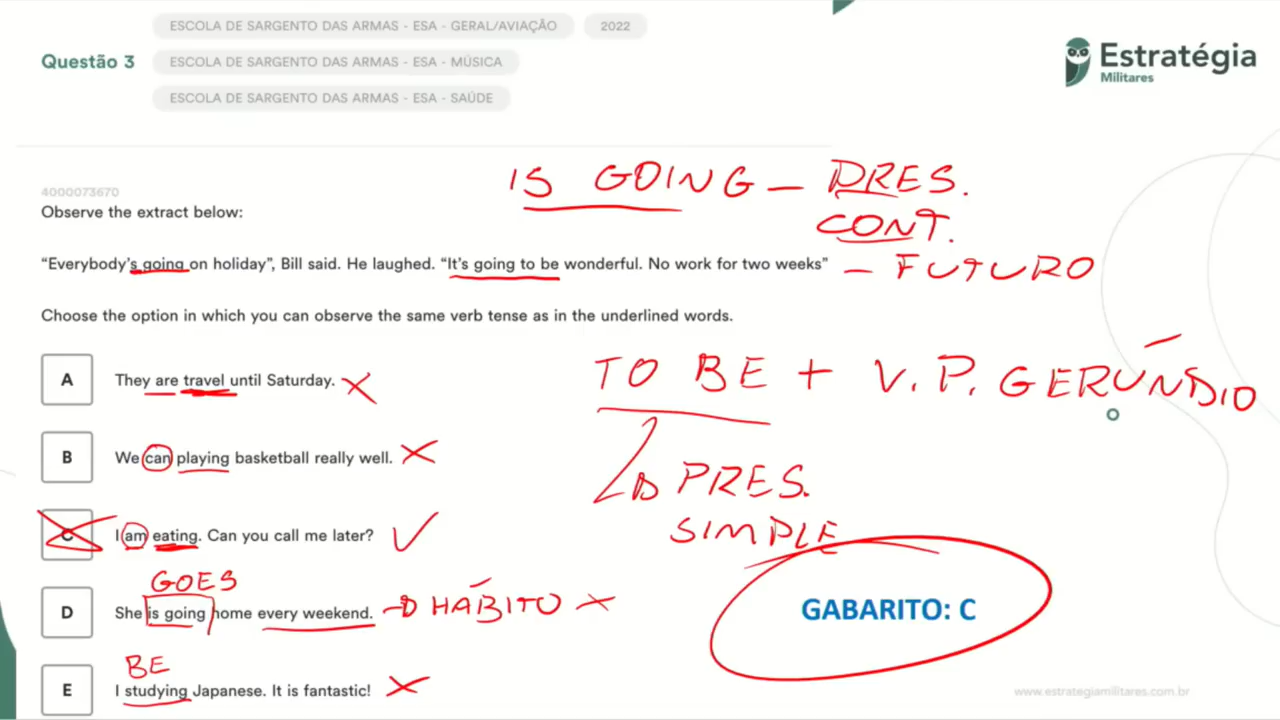 ESCOLA DE SARGENTO DAS ARMAS - ESA - GERAL/AVIAÇÃO 2022
Questão 3 ESCOLA DE SARGENTO DAS ARMAS - ESA - MÚSICA
ESCOLA DE SARGENTO DAS ARMAS - ESA - SAÚDE
Estratégia
Militares
IS GOING – PRES.
CONT.
4000073670
Observe the extract below:
“Everybody’s going on holiday”, Bill said. He laughed. “It’s going to be wonderful. No work for two weeks” – FUTURO
Choose the option in which you can observe the same verb tense as in the underlined words.
A They are travel until Saturday.
TO BE + V.P. GERÚNDIO
B We can playing basketball really well.
PRES.
SIMPLE
C I am eating. Can you call me later?
GOES
D She is going home every weekend. → HÁBITO
GABARITO: C
BE
E I studying Japanese. It is fantastic!
www.estrategiamilitares.com.br